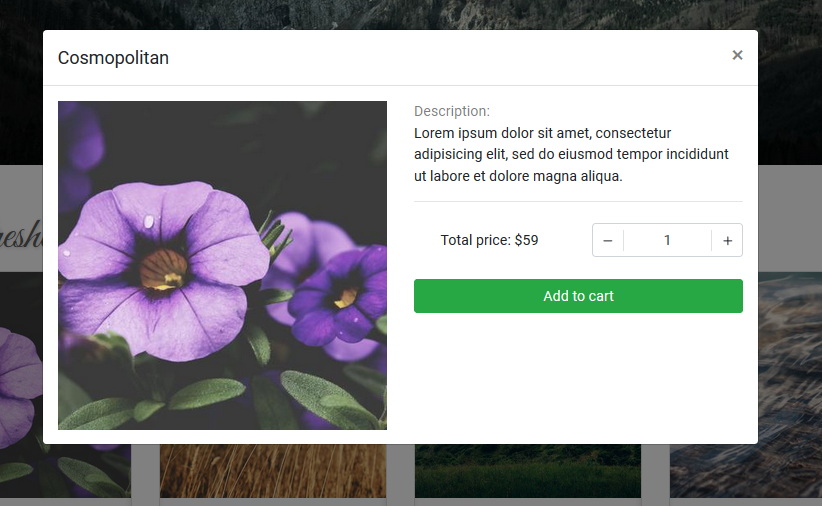 Cosmopolitan
×
Description:
Lorem ipsum dolor sit amet, consectetur
adipisicing elit, sed do eiusmod tempor incididunt
ut labore et dolore magna aliqua.
Total price: $59
− 1 +
Add to cart